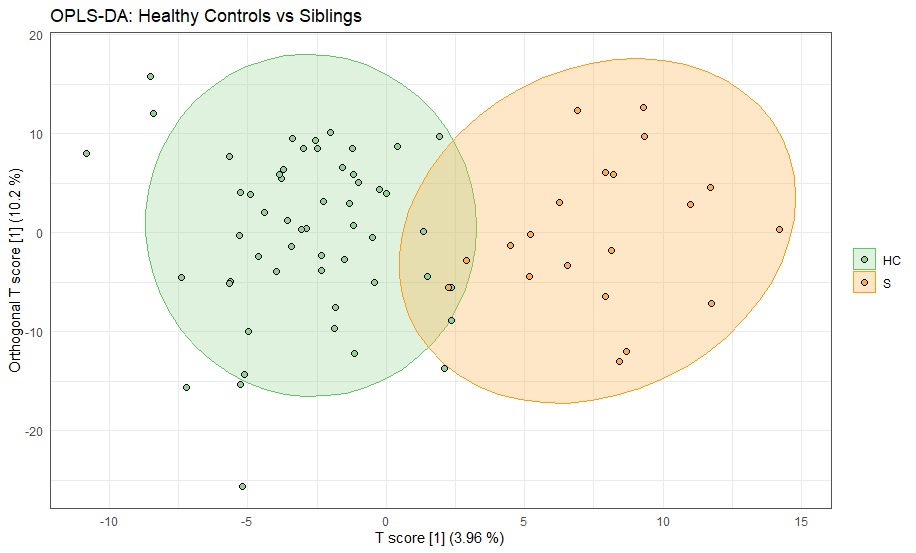 OPLS-DA: Healthy Controls vs Siblings
20
10
0
-10
-20
Orthogonal T score [1] (10.2 %)
-10
-5
0
5
10
15
T score [1] (3.96 %)
HC
S